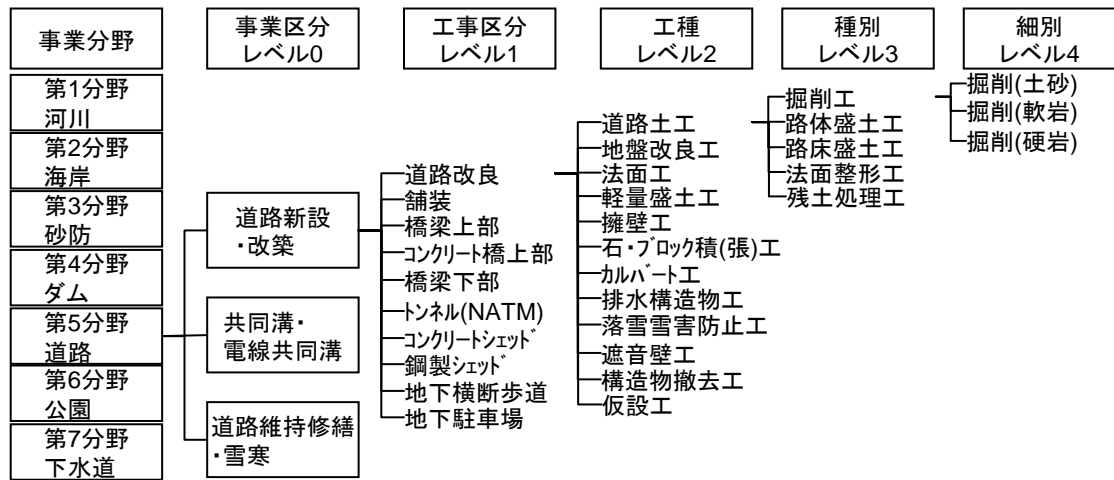 事業分野
事業区分
レベル0
工事区分
レベル1
工種
レベル2
種別
レベル3
細別
レベル4
第1分野
河川
第2分野
海岸
第3分野
砂防
第4分野
ダム
第5分野
道路
第6分野
公園
第7分野
下水道
道路新設
・改築
共同溝・
電線共同溝
道路維持修繕
・雪寒
道路改良
舗装
橋梁上部
ｺﾝｸﾘｰﾄ橋上部
橋梁下部
ﾄﾝﾈﾙ(NATM)
ｺﾝｸﾘｰﾄｼｪｯﾄﾞ
鋼製ｼｪｯﾄﾞ
地下横断歩道
地下駐車場
道路土工
地盤改良工
法面工
軽量盛土工
擁壁工
石・ﾌﾞﾛｯｸ積(張)工
ｶﾙﾊﾞｰﾄ工
排水構造物工
落雪雪害防止工
遮音壁工
構造物撤去工
仮設工
掘削工
路体盛土工
路床盛土工
法面整形工
残土処理工
掘削(土砂)
掘削(軟岩)
掘削(硬岩)